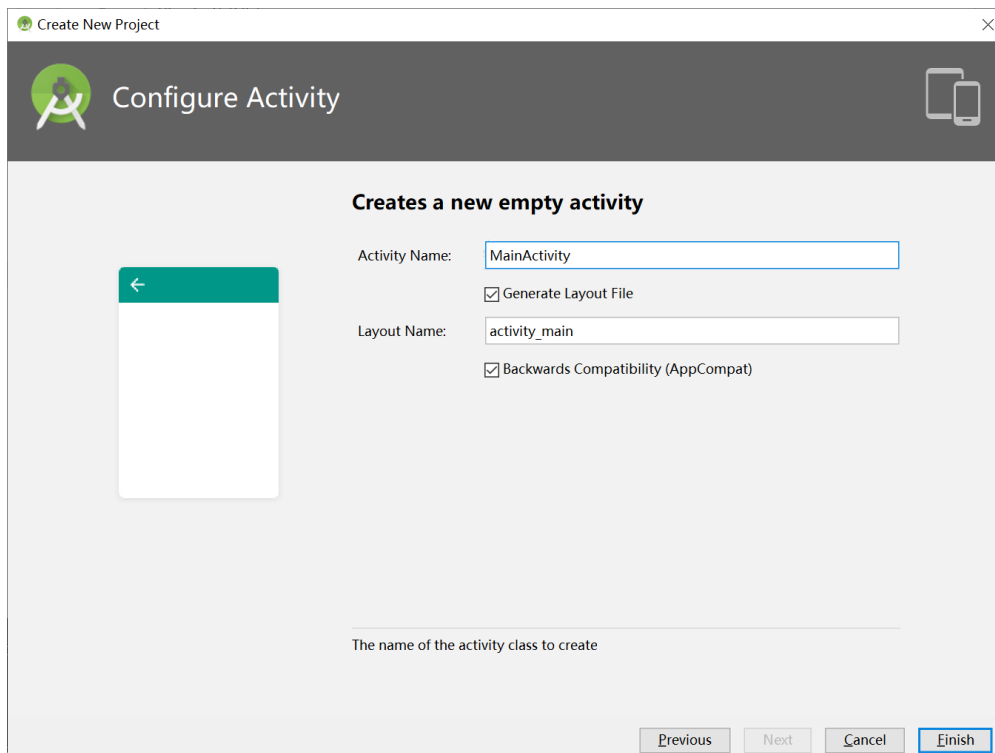 Create New Project
Configure Activity
Creates a new empty activity
Activity Name:
MainActivity
Generate Layout File
Layout Name:
activity_main
Backwards Compatibility (AppCompat)
The name of the activity class to create
Previous
Next
Cancel
Finish